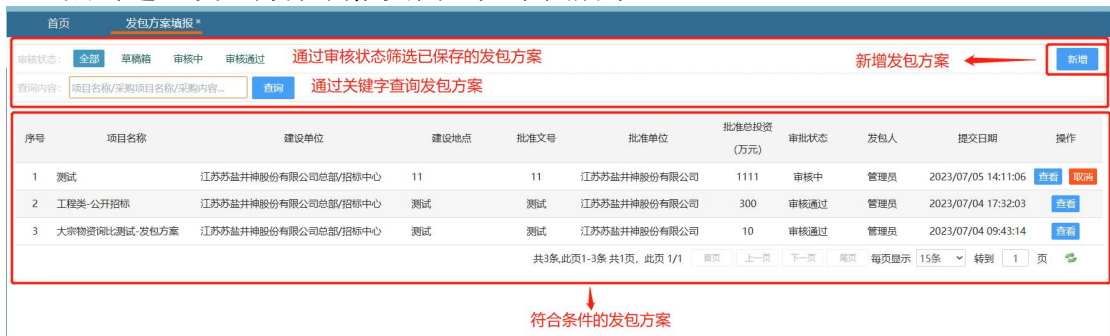 首页 发包方案填报 ×
审核状态: 全部 草稿箱 审核中 审核通过 通过审核状态筛选已保存的发包方案 新增发包方案 新增
查询内容: 项目名称/采购项目名称/采购内容... 查询 通过关键字查询发包方案
序号 项目名称 建设单位 建设地点 批准文号 批准单位 批准总投资(万元) 审批状态 发包人 提交日期 操作
1 测试 江苏苏盐井神股份有限公司总部/招标中心 11 11 江苏苏盐井神股份有限公司 1111 审核中 管理员 2023/07/05 14:11:06 查看 取消
2 工程类-公开招标 江苏苏盐井神股份有限公司总部/招标中心 测试 测试 江苏苏盐井神股份有限公司 300 审核通过 管理员 2023/07/04 17:32:03 查看
3 大宗物资询比测试-发包方案 江苏苏盐井神股份有限公司总部/招标中心 测试 测试 江苏苏盐井神股份有限公司 10 审核通过 管理员 2023/07/04 09:43:14 查看
共3条,此页1-3条 共1页, 此页 1/1 首页 上一页 下一页 尾页 每页显示 15条 转到 1 页
符合条件的发包方案